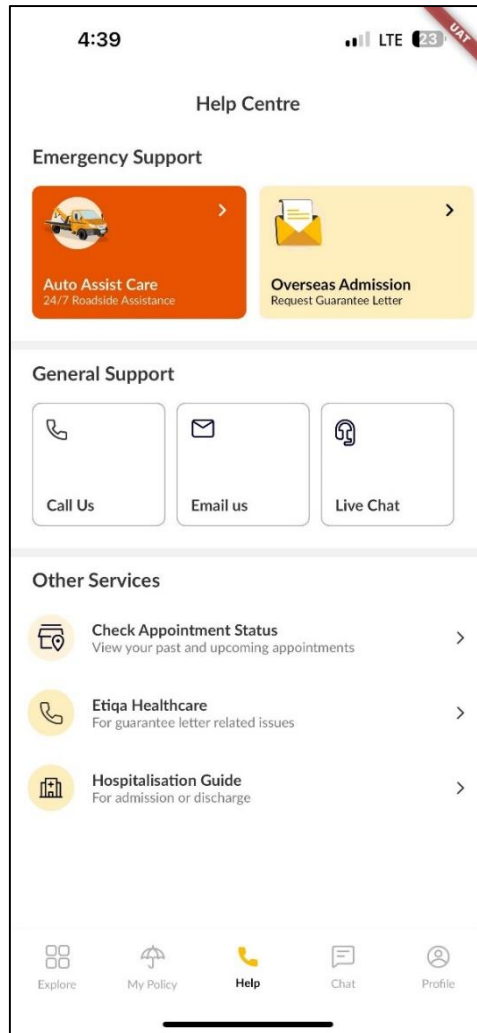 4:39
LTE 23
UAT
Help Centre
Emergency Support
Auto Assist Care
24/7 Roadside Assistance
Overseas Admission
Request Guarantee Letter
General Support
Call Us
Email us
Live Chat
Other Services
Check Appointment Status
View your past and upcoming appointments
Etiqa Healthcare
For guarantee letter related issues
Hospitalisation Guide
For admission or discharge
Explore
My Policy
Help
Chat
Profile